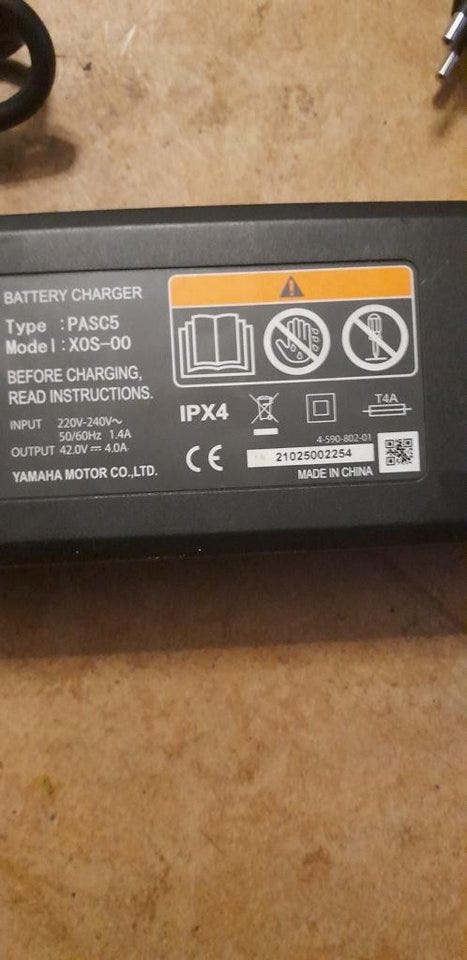 BATTERY CHARGER
Type :PASC5
Model:X0S-00
BEFORE CHARGING,
READ INSTRUCTIONS.
INPUT 220V-240V~
50/60Hz 1.4A
OUTPUT 42.0V⎓4.0A
YAMAHA MOTOR CO.,LTD.
IPX4
T4A
4-590-802-01
CE
21025002254
MADE IN CHINA